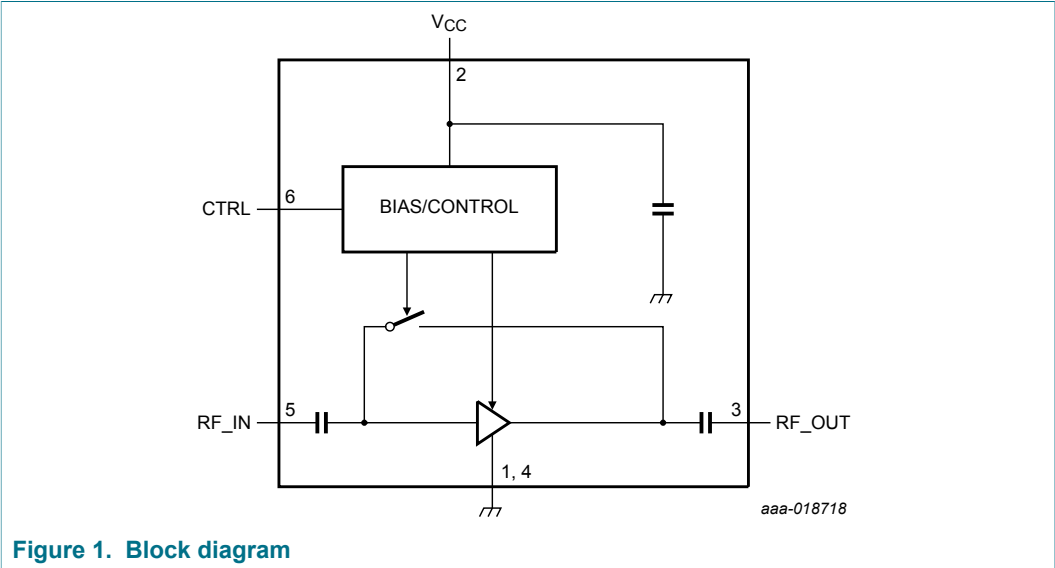 VCC
2
CTRL
6
BIAS/CONTROL
RF_IN
5
3
RF_OUT
1, 4
aaa-018718
Figure 1. Block diagram